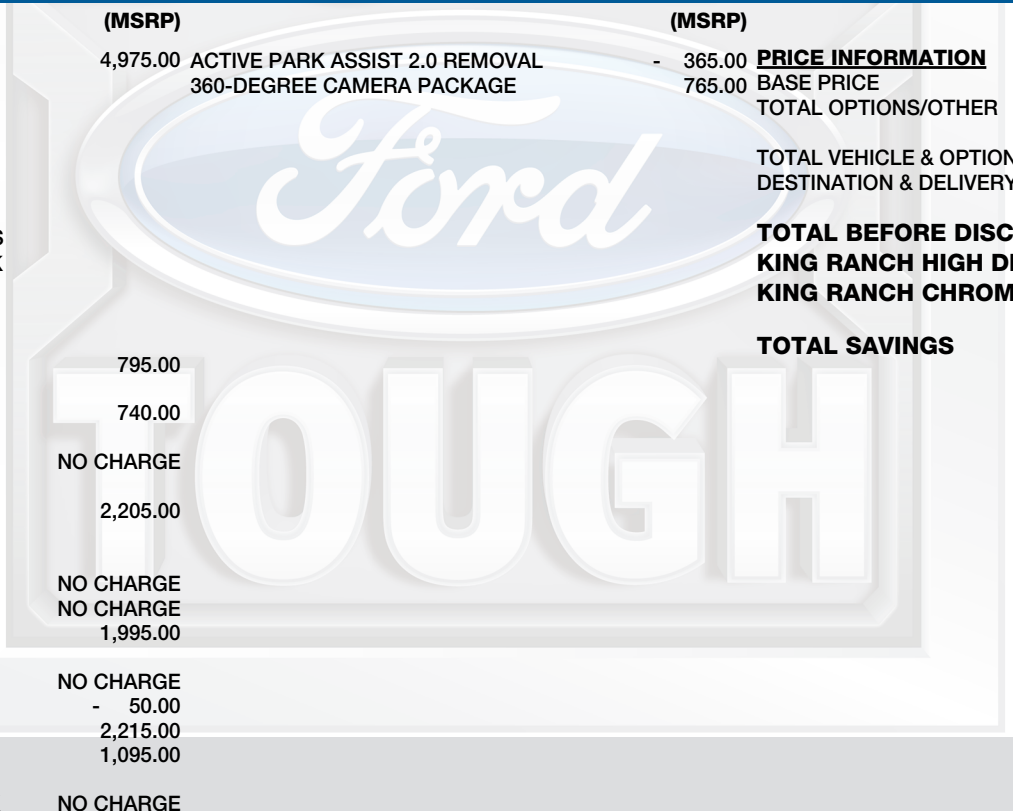 (MSRP)
4,975.00
795.00
740.00
NO CHARGE
2,205.00
NO CHARGE
NO CHARGE
1,995.00
NO CHARGE
- 50.00
2,215.00
1,095.00
NO CHARGE
(MSRP)
ACTIVE PARK ASSIST 2.0 REMOVAL - 365.00
360-DEGREE CAMERA PACKAGE 765.00
PRICE INFORMATION
BASE PRICE
TOTAL OPTIONS/OTHER
TOTAL VEHICLE & OPTION
DESTINATION & DELIVERY
TOTAL BEFORE DISC
KING RANCH HIGH
KING RANCH CHROM
TOTAL SAVINGS
Ford
TOUGH